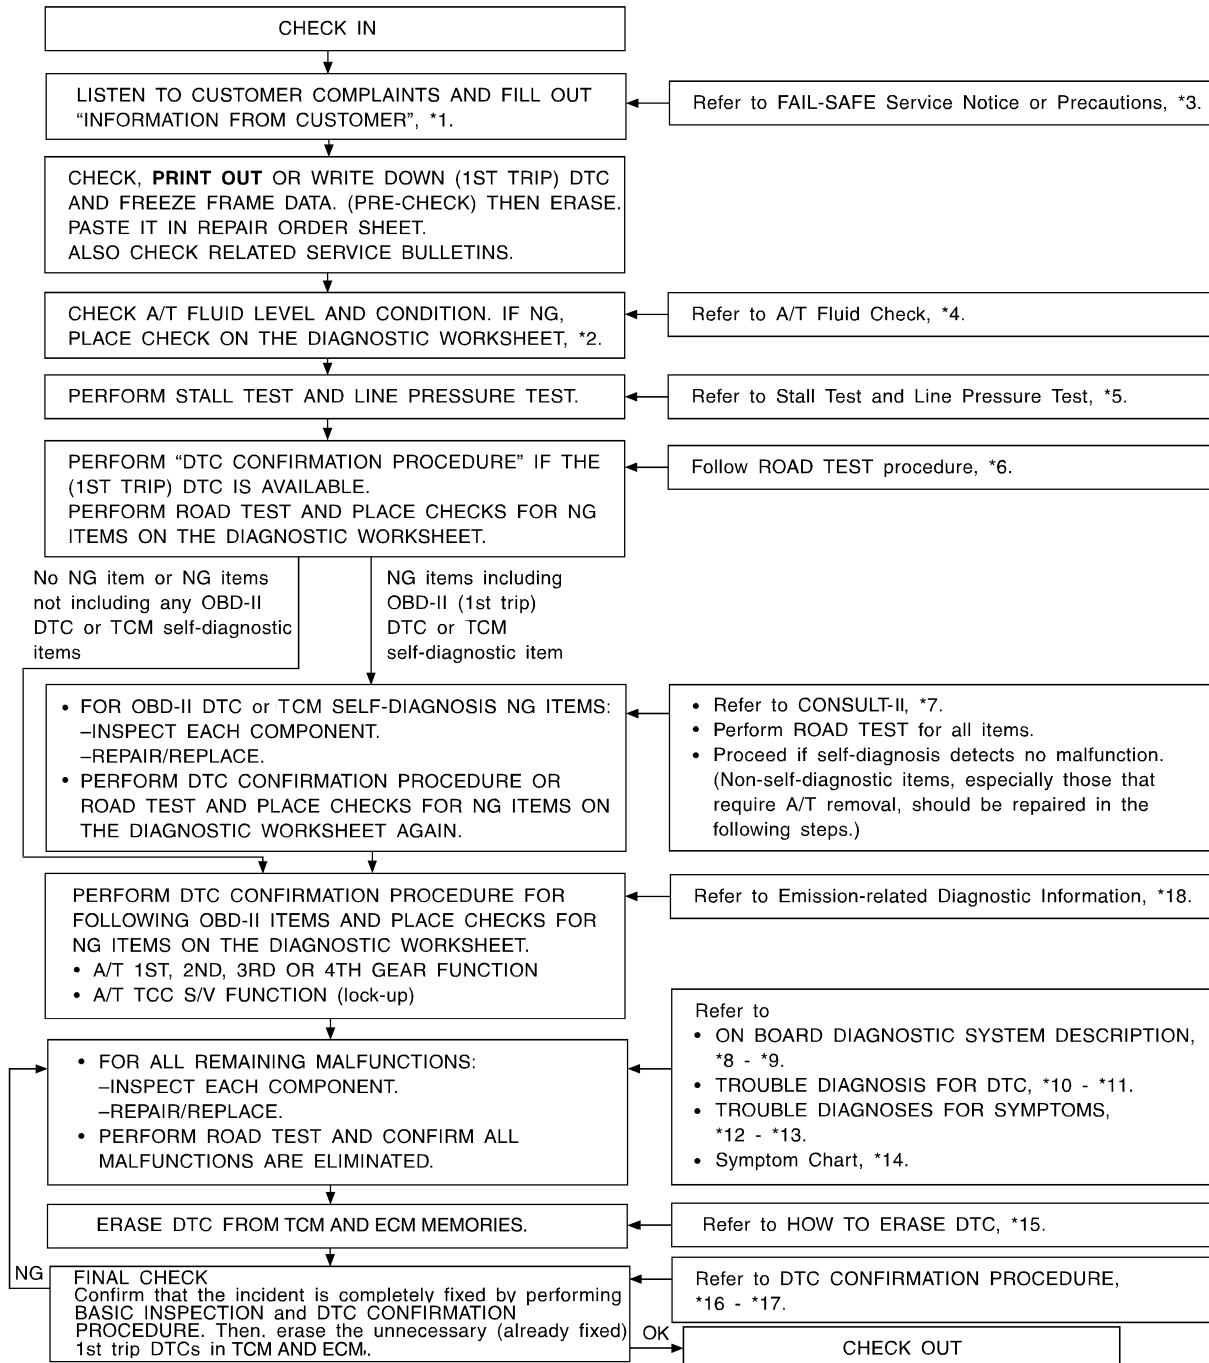 CHECK IN
LISTEN TO CUSTOMER COMPLAINTS AND FILL OUT
“INFORMATION FROM CUSTOMER”, *1.
Refer to FAIL-SAFE Service Notice or Precautions, *3.
CHECK, PRINT OUT OR WRITE DOWN (1ST TRIP) DTC
AND FREEZE FRAME DATA. (PRE-CHECK) THEN ERASE.
PASTE IT IN REPAIR ORDER SHEET.
ALSO CHECK RELATED SERVICE BULLETINS.
CHECK A/T FLUID LEVEL AND CONDITION. IF NG,
PLACE CHECK ON THE DIAGNOSTIC WORKSHEET, *2.
Refer to A/T Fluid Check, *4.
PERFORM STALL TEST AND LINE PRESSURE TEST.
Refer to Stall Test and Line Pressure Test, *5.
PERFORM “DTC CONFIRMATION PROCEDURE” IF THE
(1ST TRIP) DTC IS AVAILABLE.
PERFORM ROAD TEST AND PLACE CHECKS FOR NG
ITEMS ON THE DIAGNOSTIC WORKSHEET.
Follow ROAD TEST procedure, *6.
No NG item or NG items
not including any OBD-II
DTC or TCM self-diagnostic
items
NG items including
OBD-II (1st trip)
DTC or TCM
self-diagnostic item
• FOR OBD-II DTC or TCM SELF-DIAGNOSIS NG ITEMS:
–INSPECT EACH COMPONENT.
–REPAIR/REPLACE.
• PERFORM DTC CONFIRMATION PROCEDURE OR
ROAD TEST AND PLACE CHECKS FOR NG ITEMS ON
THE DIAGNOSTIC WORKSHEET AGAIN.
• Refer to CONSULT-II, *7.
• Perform ROAD TEST for all items.
• Proceed if self-diagnosis detects no malfunction.
(Non-self-diagnostic items, especially those that
require A/T removal, should be repaired in the
following steps.)
PERFORM DTC CONFIRMATION PROCEDURE FOR
FOLLOWING OBD-II ITEMS AND PLACE CHECKS FOR
NG ITEMS ON THE DIAGNOSTIC WORKSHEET.
• A/T 1ST, 2ND, 3RD OR 4TH GEAR FUNCTION
• A/T TCC S/V FUNCTION (lock-up)
Refer to Emission-related Diagnostic Information, *18.
• FOR ALL REMAINING MALFUNCTIONS:
–INSPECT EACH COMPONENT.
–REPAIR/REPLACE.
• PERFORM ROAD TEST AND CONFIRM ALL
MALFUNCTIONS ARE ELIMINATED.
Refer to
• ON BOARD DIAGNOSTIC SYSTEM DESCRIPTION,
*8 - *9.
• TROUBLE DIAGNOSIS FOR DTC, *10 - *11.
• TROUBLE DIAGNOSES FOR SYMPTOMS,
*12 - *13.
• Symptom Chart, *14.
ERASE DTC FROM TCM AND ECM MEMORIES.
Refer to HOW TO ERASE DTC, *15.
NG
FINAL CHECK
Confirm that the incident is completely fixed by performing
BASIC INSPECTION and DTC CONFIRMATION
PROCEDURE. Then, erase the unnecessary (already fixed)
1st trip DTCs in TCM AND ECM.
Refer to DTC CONFIRMATION PROCEDURE,
*16 - *17.
OK
CHECK OUT